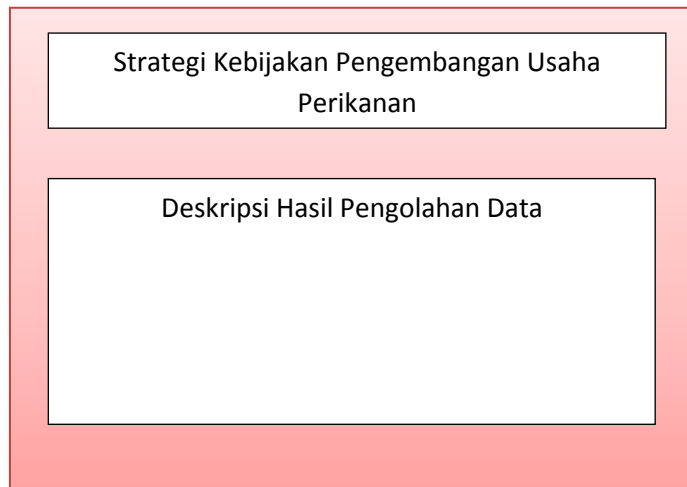 Strategi Kebijakan Pengembangan Usaha
Perikanan
Deskripsi Hasil Pengolahan Data